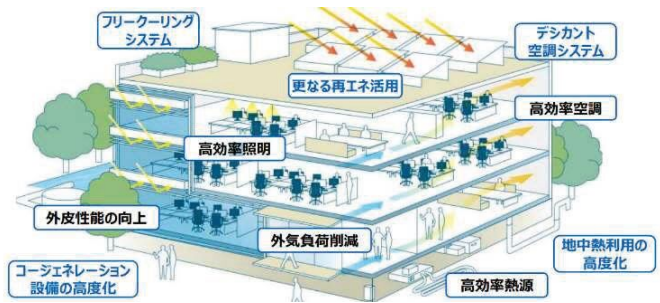 フリークーリング
システム
デシカント
空調システム
更なる再エネ活用
高効率空調
高効率照明
外皮性能の向上
外気負荷削減
地中熱利用の
高度化
コージェネレーション
設備の高度化
高効率熱源